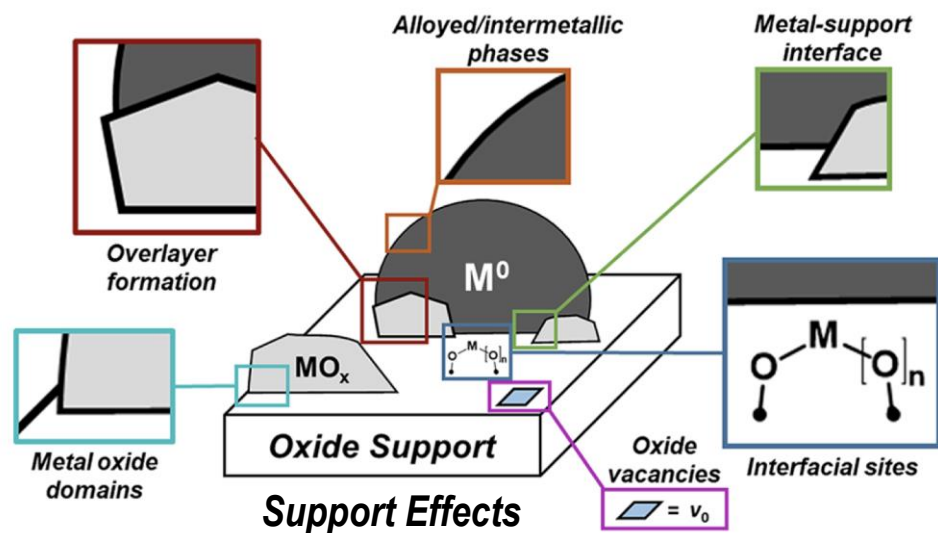 Alloyed/intermetallic
phases
Metal-support
interface
Overlayer
formation
M⁰
MOₓ
O M [O]ₙ
Oxide Support
Metal oxide
domains
O M [O]ₙ
Interfacial sites
Oxide
vacancies
= v₀
Support Effects